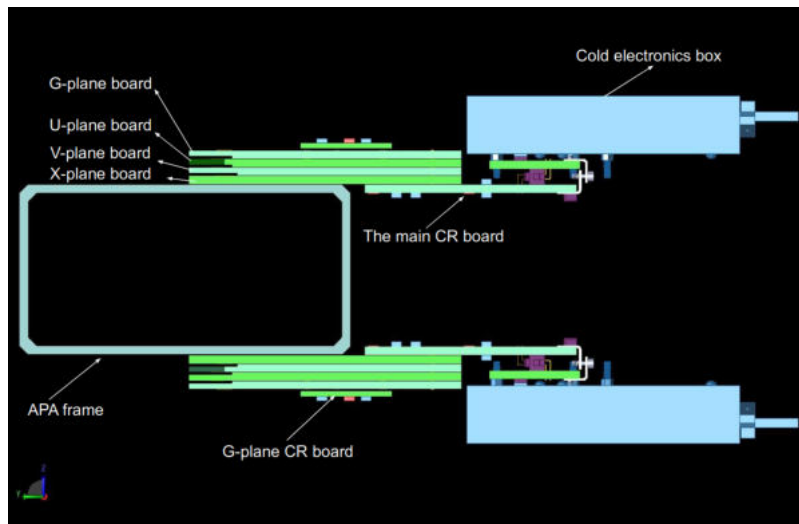 Cold electronics box
G-plane board
U-plane board
V-plane board
X-plane board
The main CR board
APA frame
G-plane CR board
Z
Y